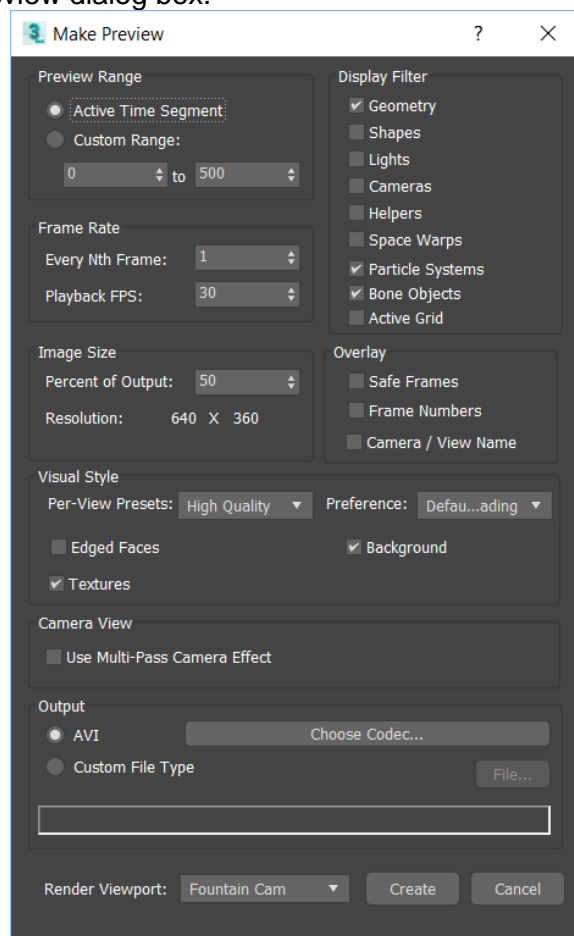 view dialog box.
Make Preview ?
Preview Range
Active Time Segment
Custom Range:
0 to 500
Frame Rate
Every Nth Frame: 1
Playback FPS: 30
Image Size
Percent of Output: 50
Resolution: 640 X 360
Display Filter
Geometry
Shapes
Lights
Cameras
Helpers
Space Warps
Particle Systems
Bone Objects
Active Grid
Overlay
Safe Frames
Frame Numbers
Camera / View Name
Visual Style
Per-View Presets: High Quality Preference: Defau...ading
Edged Faces Background
Textures
Camera View
Use Multi-Pass Camera Effect
Output
AVI Choose Codec...
Custom File Type File...
Render Viewport: Fountain Cam Create Cancel